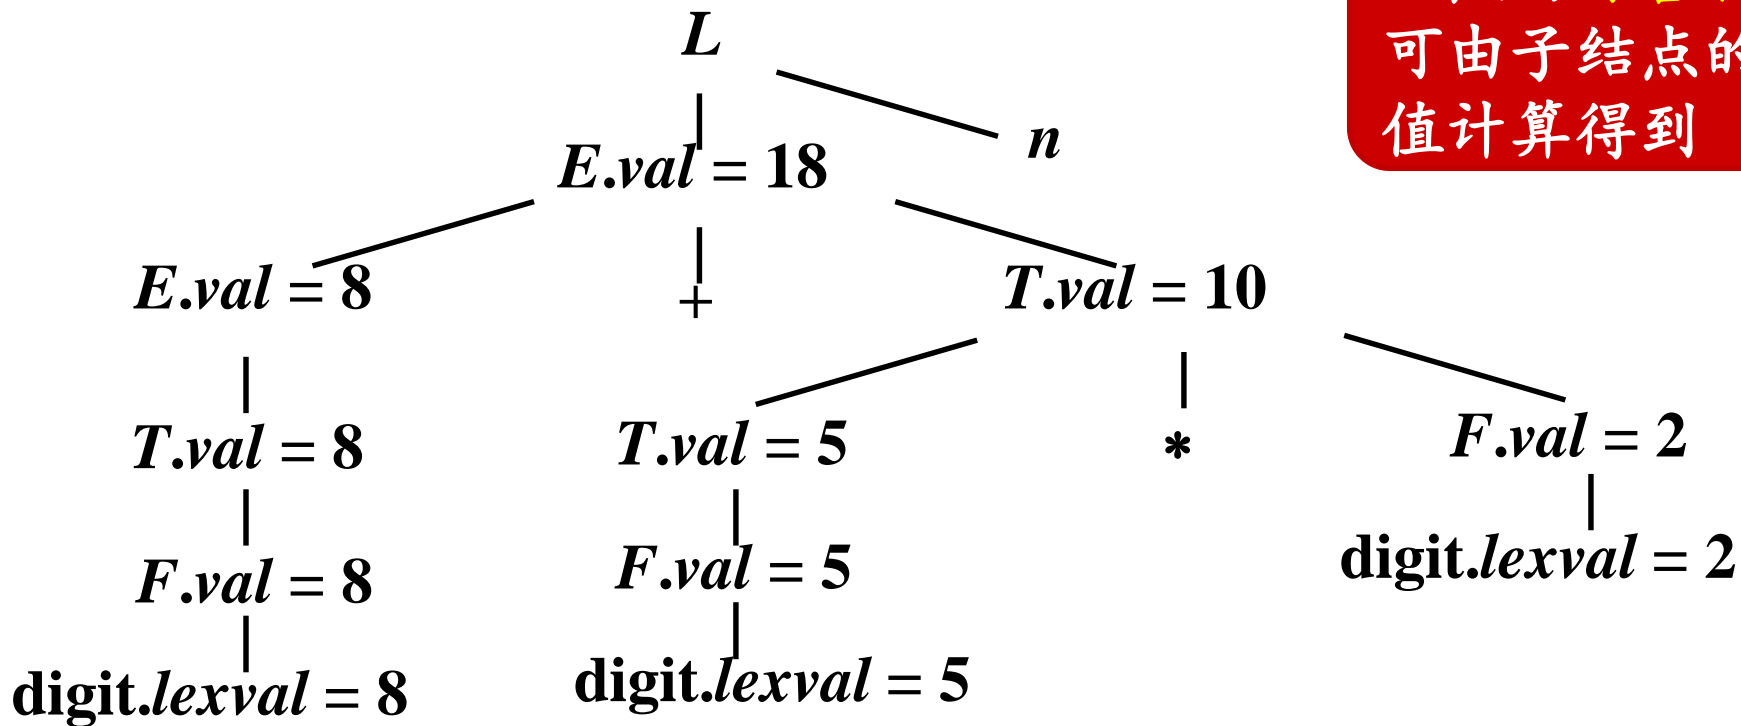 L
可由子结点的
值计算得到
n
E.val = 18
E.val = 8
+
T.val = 10
T.val = 8
T.val = 5
*
F.val = 2
F.val = 8
F.val = 5
digit.lexval = 2
digit.lexval = 8
digit.lexval = 5